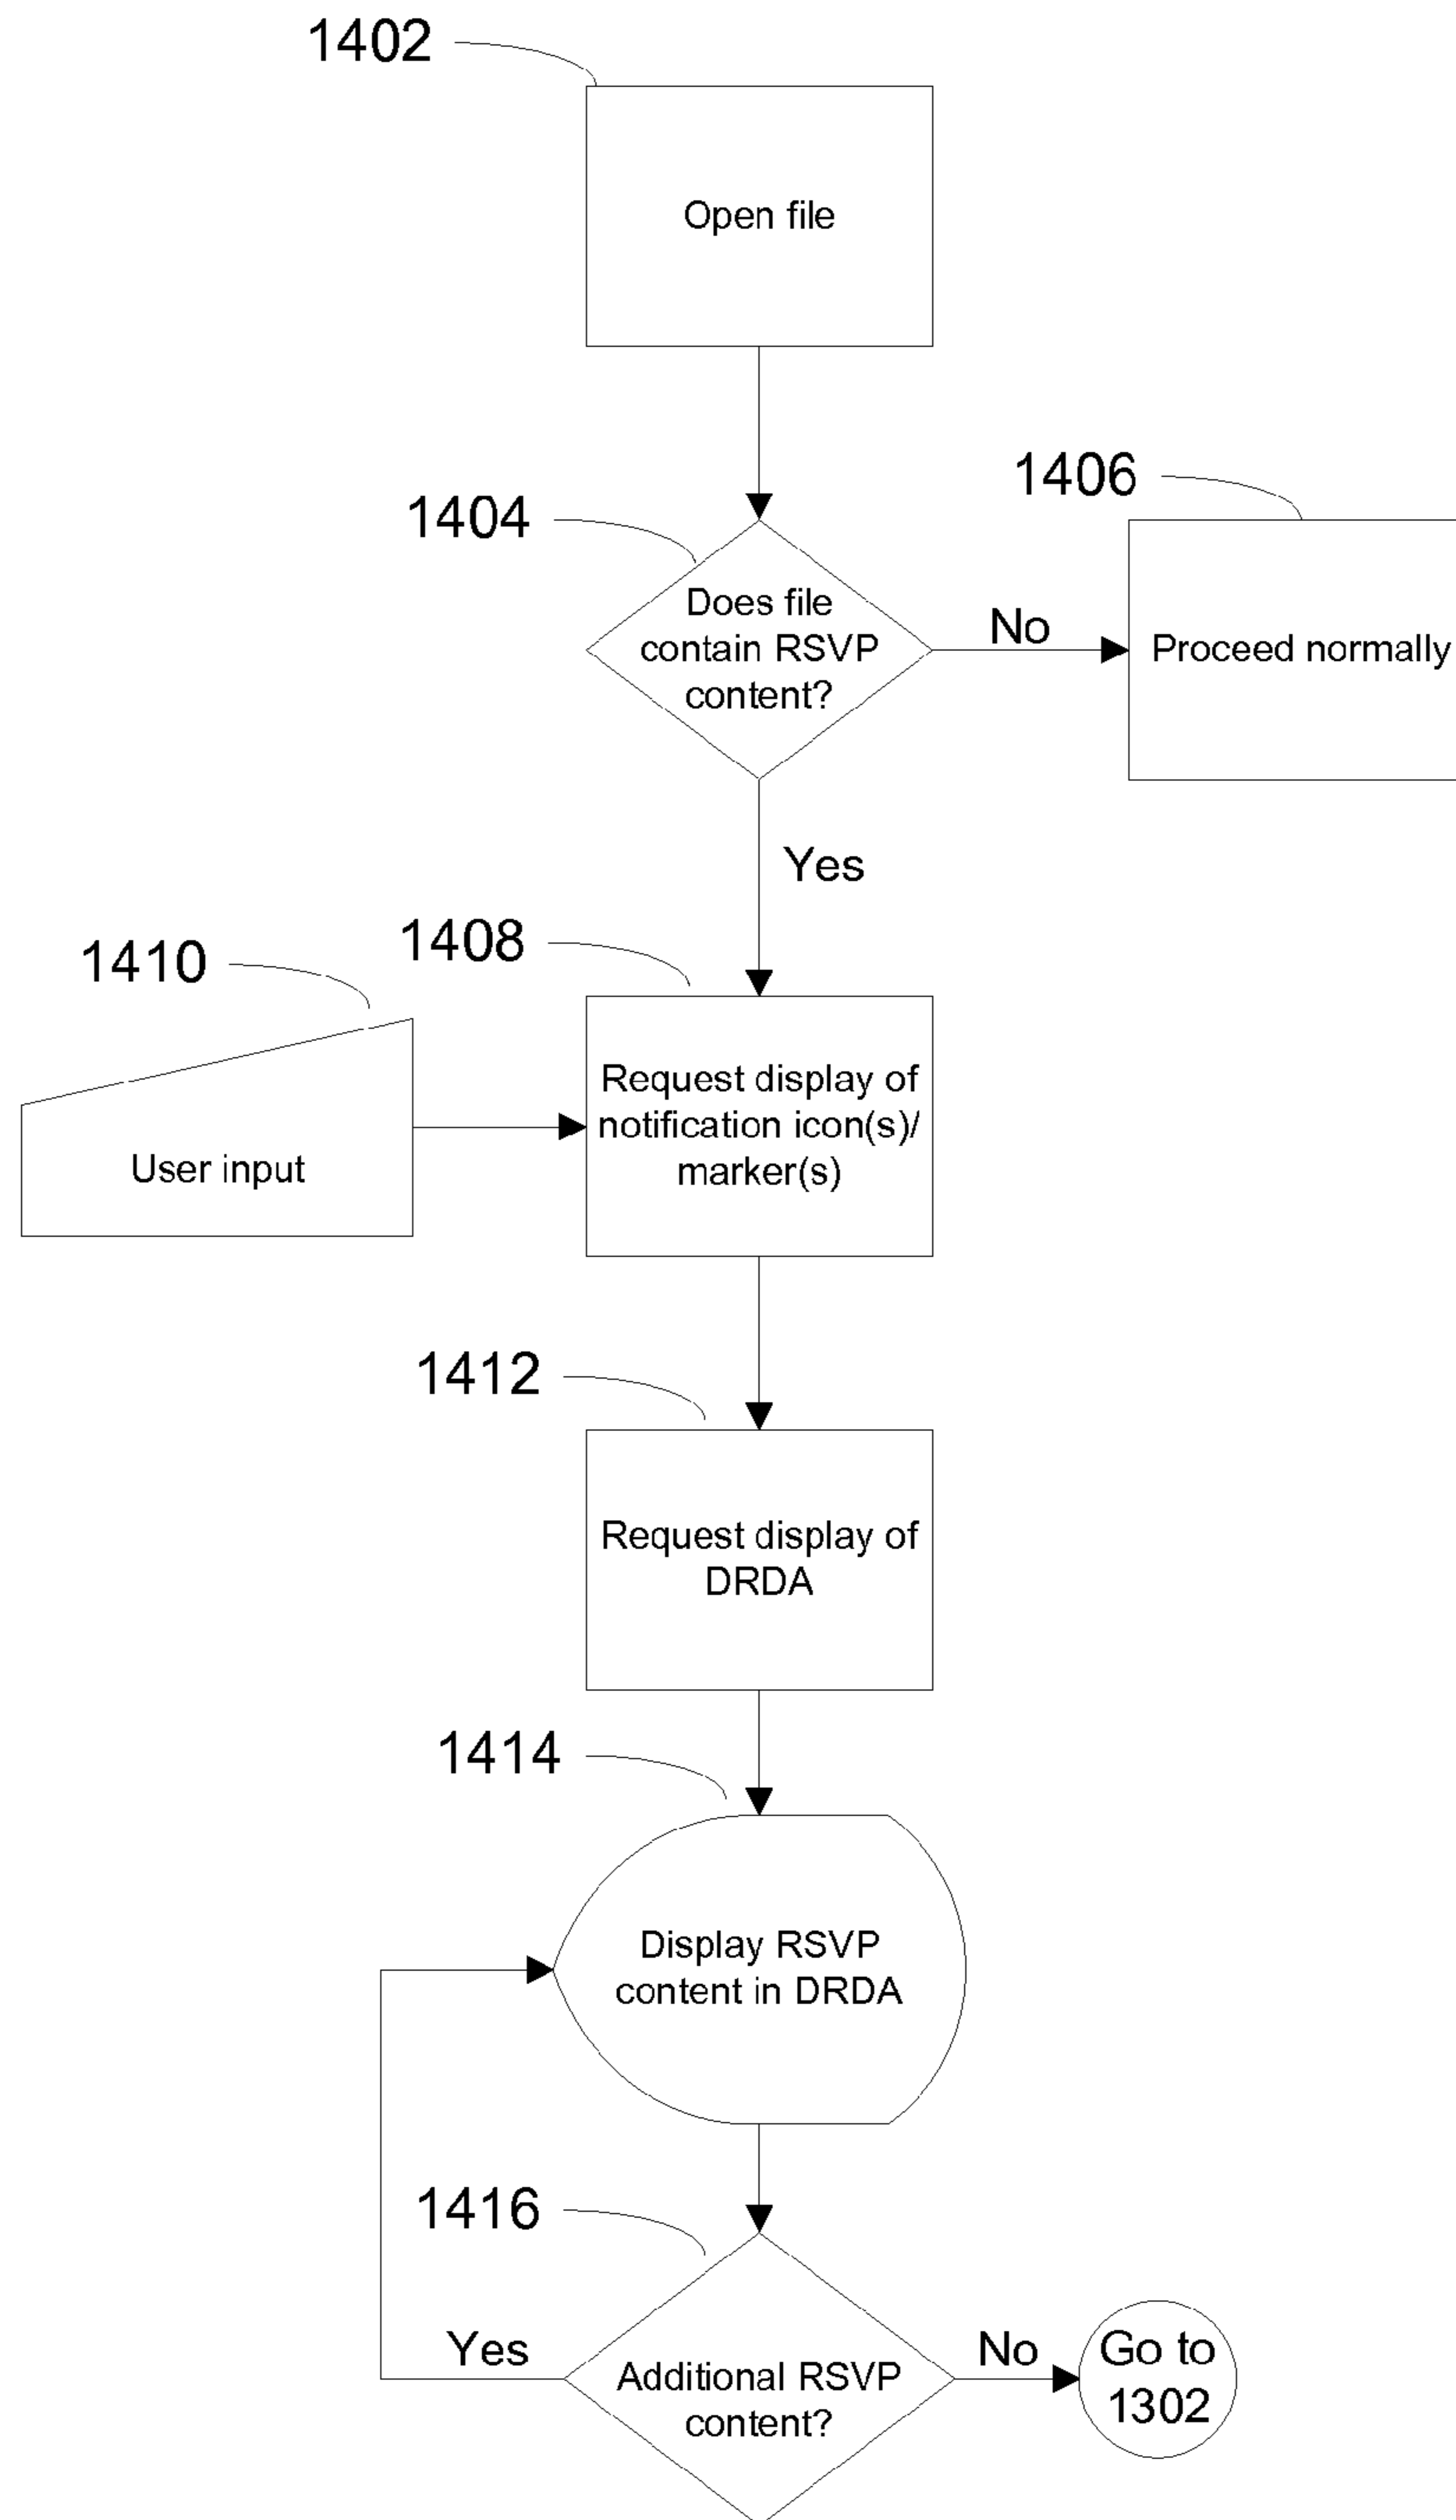 1402
Open file
1406
1404
Does file
contain RSVP
content?
No
Proceed normally
Yes
1408
1410
Request display of
notification icon(s)/
marker(s)
User input
1412
Request display of
DRDA
1414
Display RSVP
content in DRDA
1416
Yes
Additional RSVP
content?
No
Go to
1302